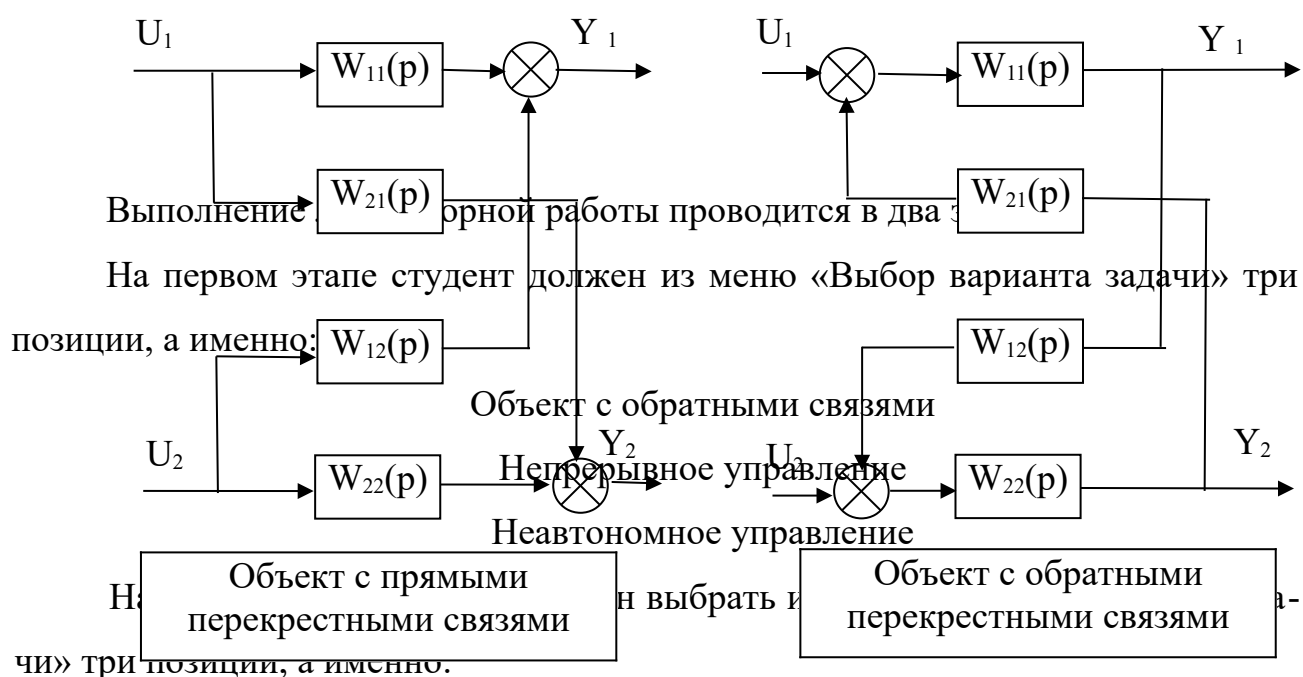 U1 Y 1 U1 Y 1
W11(p) W11(p)
W21(p) W21(p)
Выполнение орной работы проводится в два
На первом этапе студент должен из меню «Выбор варианта задачи» три
позиции, а именно:
W12(p) W12(p)
Объект с обратными связями
U2 Y2 U2 Y2
Непрерывное управление
W22(p) W22(p)
Неавтономное управление
Объект с прямыми
перекрестными связями
Объект с обратными
перекрестными связями
н выбрать а-
чи» три позиции, а именно: